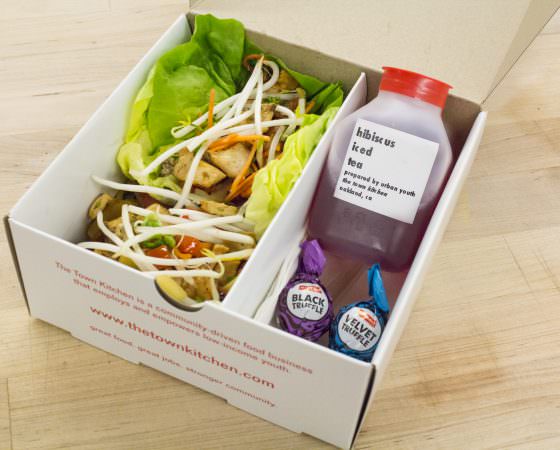 hibiscus
iced
tea
prepared by urban youth
the town kitchen
oakland, ca
BLACK
TRUFFLE
VELVET
TRUFFLE
The Town Kitchen is a community-driven food business
that employs and empowers low-income youth.
www.thetownkitchen.com
great food, great jobs, stronger community